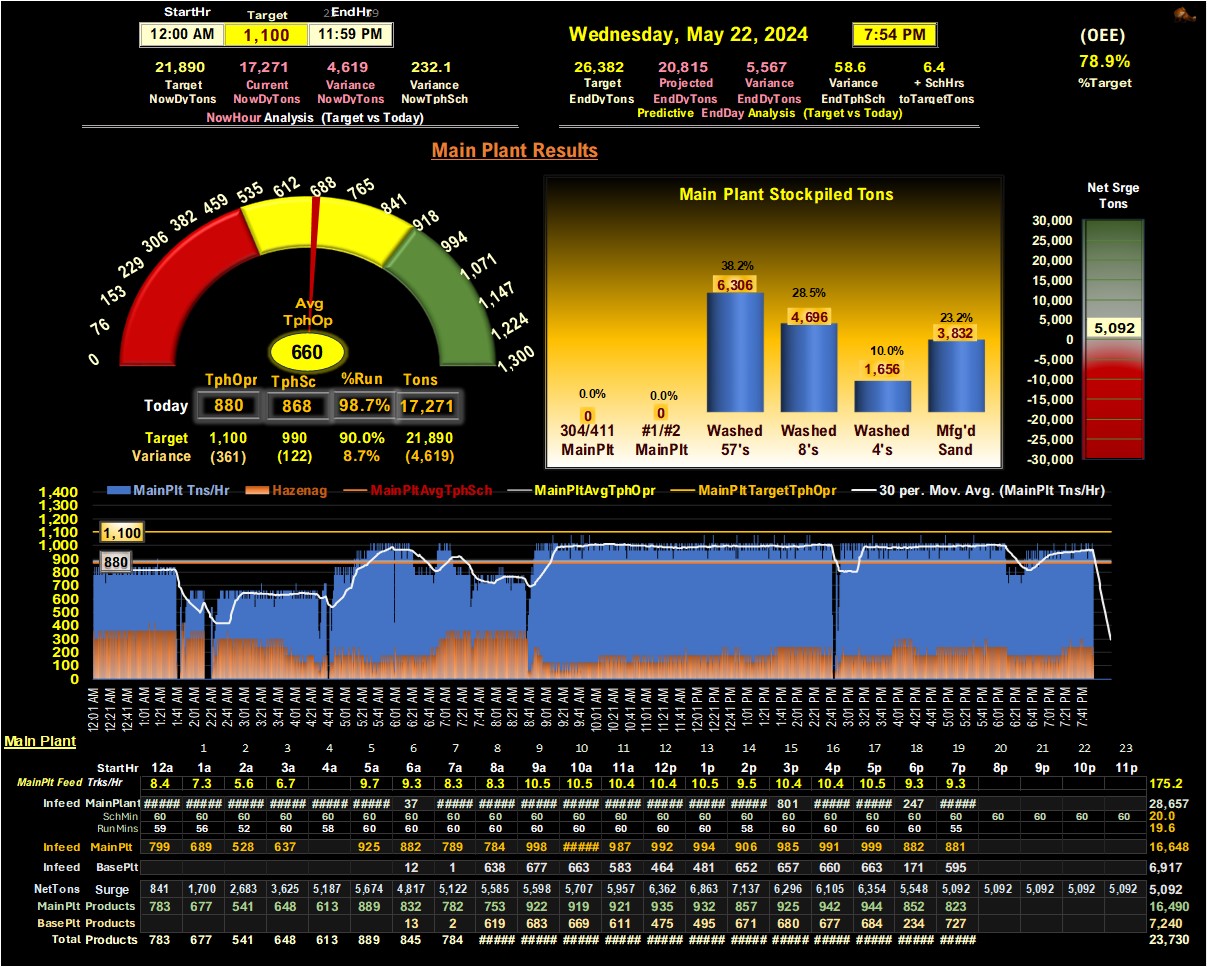 StartHr Target EndHr
12:00 AM 1,100 11:59 PM
Wednesday, May 22, 2024 7:54 PM
(OEE)
78.9%
%Target
21,890 17,271 4,619 232.1
Target Current Variance Variance
NowDyTons NowDyTons NowDyTons NowTphSch
NowHour Analysis (Target vs Today)
26,382 20,815 5,567 58.6 6.4
Target Projected Variance Variance + SchHrs
EndDyTons EndDyTons EndDyTons EndTphSch toTargetTons
Predictive EndDay Analysis (Target vs Today)
Main Plant Results
0 76 153 229 306 382 459 535 612 688 765 841 918 994 1,071 1,147 1,224 1,300
Avg
TphOp
660
TphOpr TphSc %Run Tons
Today 880 868 98.7% 17,271
Target 1,100 990 90.0% 21,890
Variance (361) (122) 8.7% (4,619)
Main Plant Stockpiled Tons
0.0% 0.0% 38.2% 28.5% 10.0% 23.2%
0 0 6,306 4,696 1,656 3,832
304/411 #1/#2 Washed Washed Washed Mfg'd
MainPlt MainPlt 57's 8's 4's Sand
Net Srge
Tons
30,000
25,000
20,000
15,000
10,000
5,000
5,092
0
-5,000
-10,000
-15,000
-20,000
-25,000
-30,000
MainPlt Tns/Hr Hazenag MainPltAvgTphSch MainPltAvgTphOpr MainPltTargetTphOpr 30 per. Mov. Avg. (MainPlt Tns/Hr)
1,400
1,300
1,200
1,100
1,000
900
800
700
600
500
400
300
200
100
0
1,100
880
12:01 AM 12:21 AM 12:41 AM 1:01 AM 1:21 AM 1:41 AM 2:01 AM 2:21 AM 2:41 AM 3:01 AM 3:21 AM 3:41 AM 4:01 AM 4:21 AM 4:41 AM 5:01 AM 5:21 AM 5:41 AM 6:01 AM 6:21 AM 6:41 AM 7:01 AM 7:21 AM 7:41 AM 8:01 AM 8:21 AM 8:41 AM 9:01 AM 9:21 AM 9:41 AM 10:01 AM 10:21 AM 10:41 AM 11:01 AM 11:21 AM 11:41 AM 12:01 PM 12:21 PM 12:41 PM 1:01 PM 1:21 PM 1:41 PM 2:01 PM 2:21 PM 2:41 PM 3:01 PM 3:21 PM 3:41 PM 4:01 PM 4:21 PM 4:41 PM 5:01 PM 5:21 PM 5:41 PM 6:01 PM 6:21 PM 6:41 PM 7:01 PM 7:21 PM 7:41 PM
Main Plant
1 2 3 4 5 6 7 8 9 10 11 12 13 14 15 16 17 18 19 20 21 22 23
StartHr 12a 1a 2a 3a 4a 5a 6a 7a 8a 9a 10a 11a 12p 1p 2p 3p 4p 5p 6p 7p 8p 9p 10p 11p
MainPlt Feed Trks/Hr 8.4 7.3 5.6 6.7 9.7 9.3 8.3 8.3 10.5 10.5 10.4 10.4 10.5 9.5 10.4 10.4 10.5 9.3 9.3 175.2
Infeed MainPlant ##### ##### ##### ##### ##### ##### 37 ##### ##### ##### ##### ##### ##### ##### ##### 801 ##### ##### 247 ##### 28,657
SchMin 60 60 60 60 60 60 60 60 60 60 60 60 60 60 60 60 60 60 60 60 60 60 60 60 20.0
RunMins 59 56 52 60 58 60 60 60 60 60 60 60 60 60 58 60 60 60 60 55 19.6
Infeed MainPlt 799 689 528 637 925 882 789 784 998 ##### 987 992 994 906 985 991 999 882 881 16,648
Infeed BasePlt 12 1 638 677 663 583 464 481 652 657 660 663 171 595 6,917
NetTons Surge 841 1,700 2,683 3,625 5,187 5,674 4,817 5,122 5,585 5,598 5,707 5,957 6,362 6,863 7,137 6,296 6,105 6,354 5,548 5,092 5,092 5,092 5,092 5,092 5,092
MainPlt Products 783 677 541 648 613 889 832 782 753 922 919 921 935 932 857 925 942 944 852 823 16,490
BasePlt Products 13 2 619 683 669 611 475 495 671 680 677 684 234 727 7,240
Total Products 783 677 541 648 613 889 845 784 ##### ##### ##### ##### ##### ##### ##### ##### ##### ##### ##### ##### 23,730